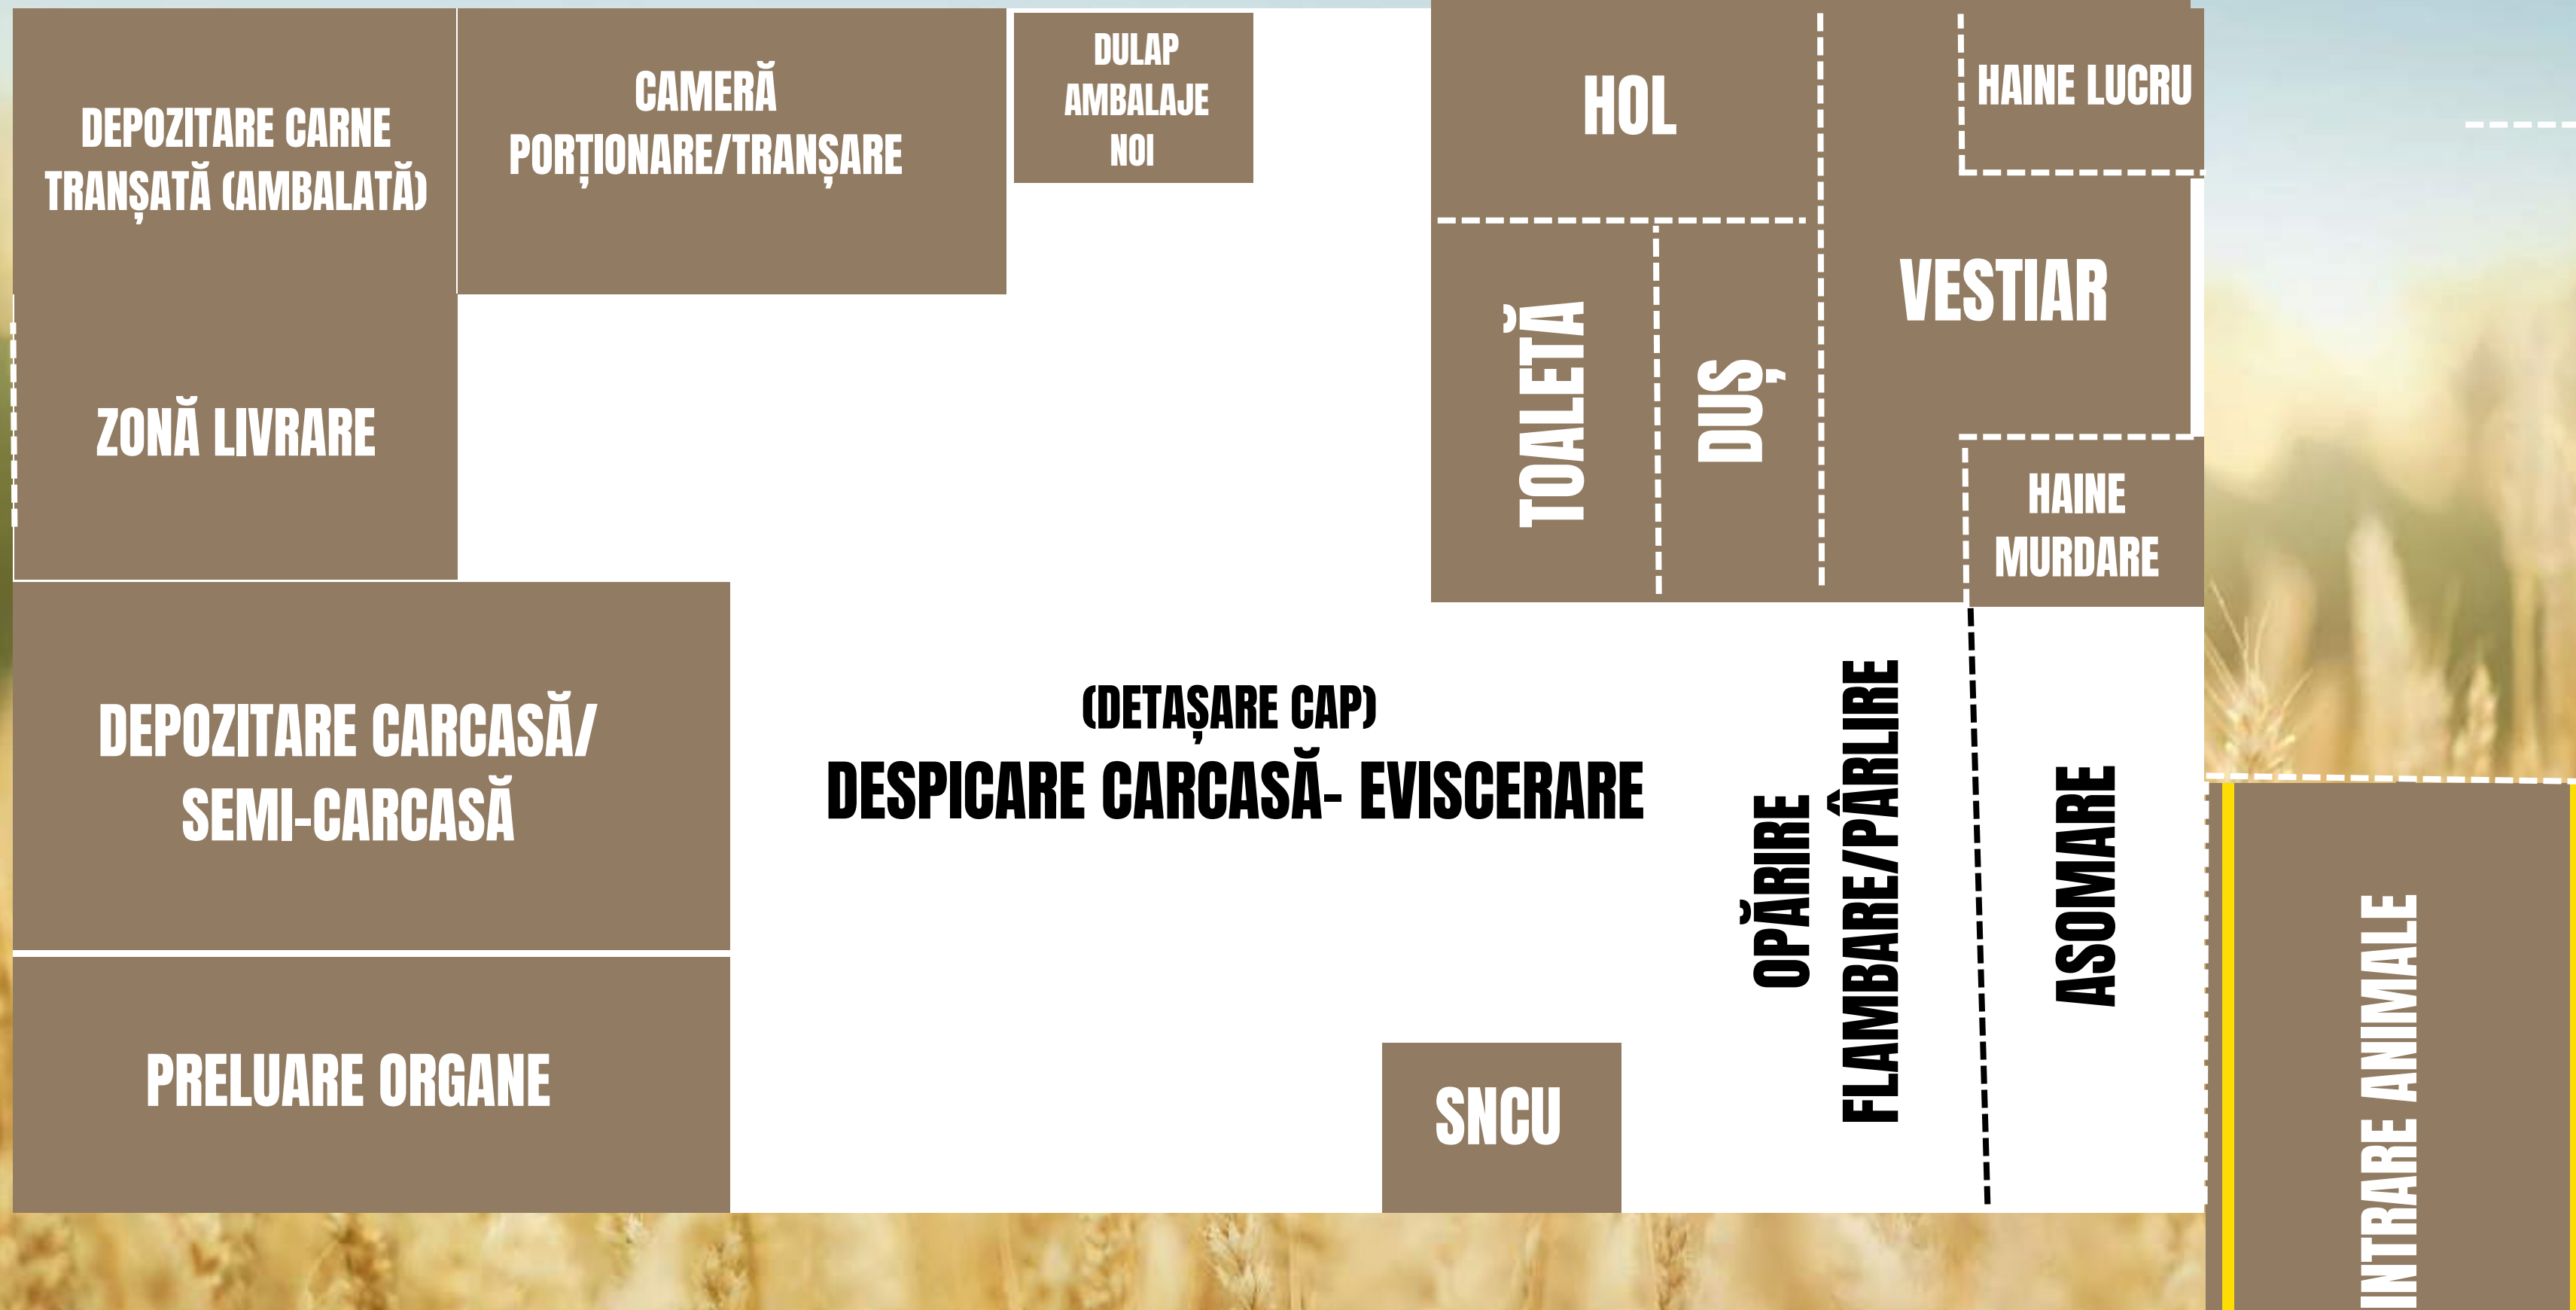 DEPOZITARE CARNE
TRANȘATĂ (AMBALATĂ)
CAMERĂ
PORȚIONARE/TRANȘARE
DULAP
AMBALAJE
NOI
HOL
HAINE LUCRU
VESTIAR
TOALETĂ
DUȘ
HAINE
MURDARE
ZONĂ LIVRARE
DEPOZITARE CARCASĂ/
SEMI-CARCASĂ
(DETAȘARE CAP)
DESPICARE CARCASĂ- EVISCERARE
OPĂRIRE
FLAMBARE/PÂRLIRE
ASOMARE
PRELUARE ORGANE
SNCU
INTRARE ANIMALE